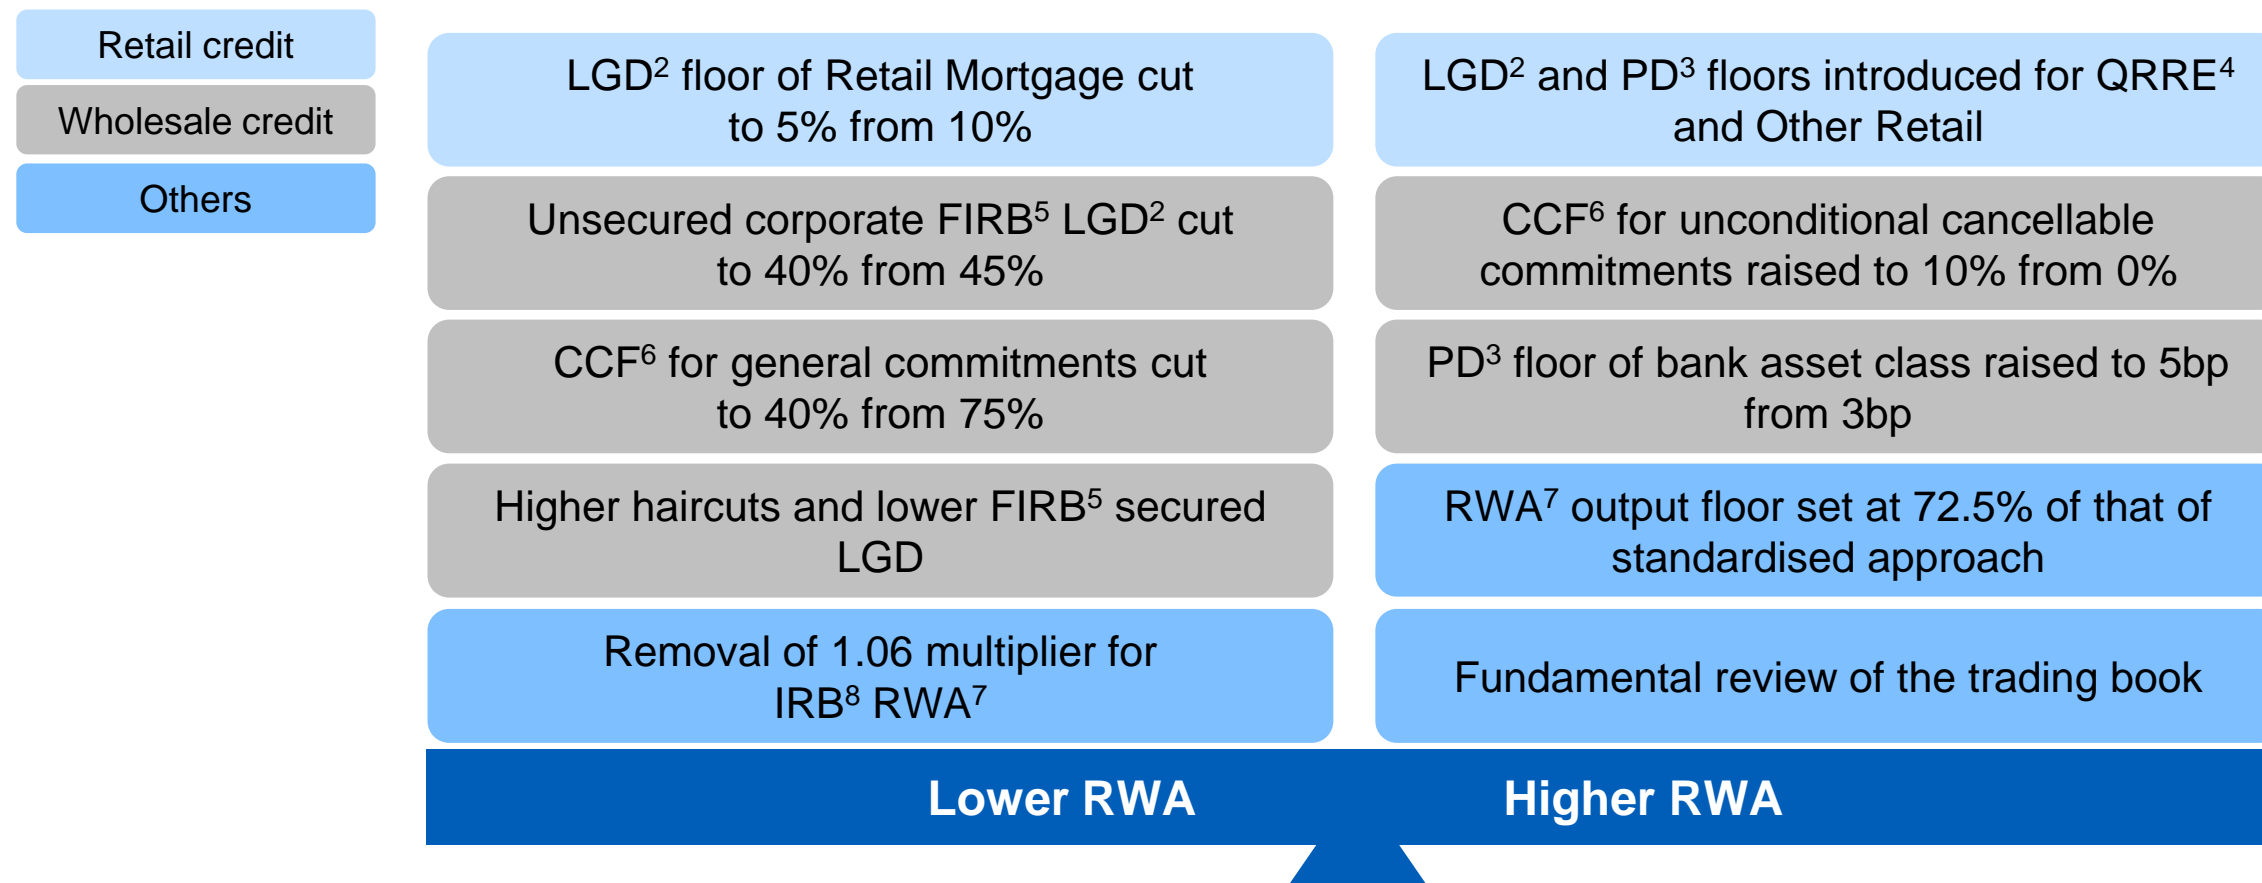 Retail credit
Wholesale credit
Others
LGD² floor of Retail Mortgage cut
to 5% from 10%
Unsecured corporate FIRB⁵ LGD² cut
to 40% from 45%
CCF⁶ for general commitments cut
to 40% from 75%
Higher haircuts and lower FIRB⁵ secured
LGD
Removal of 1.06 multiplier for
IRB⁸ RWA⁷
Lower RWA
LGD² and PD³ floors introduced for QRRE⁴
and Other Retail
CCF⁶ for unconditional cancellable
commitments raised to 10% from 0%
PD³ floor of bank asset class raised to 5bp
from 3bp
RWA⁷ output floor set at 72.5% of that of
standardised approach
Fundamental review of the trading book
Higher RWA